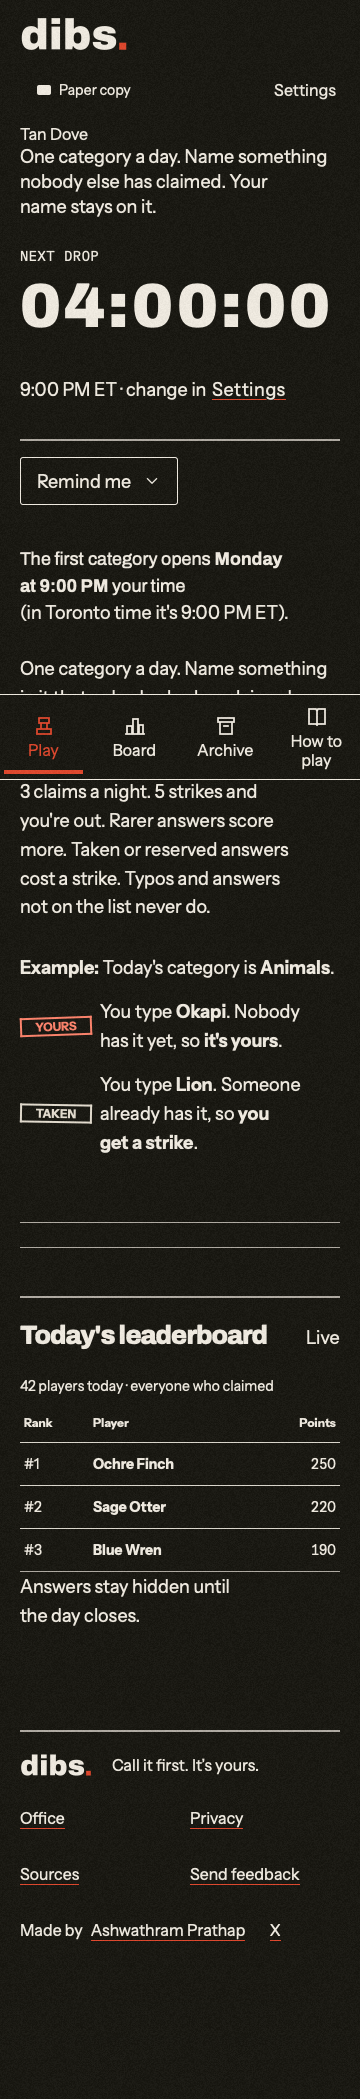 dibs.
Paper copy
Settings
Tan Dove
One category a day. Name something
nobody else has claimed. Your
name stays on it.
NEXT DROP
04:00:00
9:00 PM ET · change in Settings
Remind me
The first category opens Monday
at 9:00 PM your time
(in Toronto time it's 9:00 PM ET).
One category a day. Name something
Play
Board
Archive
How to
play
3 claims a night. 5 strikes and
you're out. Rarer answers score
more. Taken or reserved answers
cost a strike. Typos and answers
not on the list never do.
Example: Today's category is Animals.
YOURS
You type Okapi. Nobody
has it yet, so it's yours.
TAKEN
You type Lion. Someone
already has it, so you
get a strike.
Today's leaderboard
Live
42 players today · everyone who claimed
Rank Player Points
#1 Ochre Finch 250
#2 Sage Otter 220
#3 Blue Wren 190
Answers stay hidden until
the day closes.
dibs. Call it first. It's yours.
Office Privacy
Sources Send feedback
Made by Ashwathram Prathap X